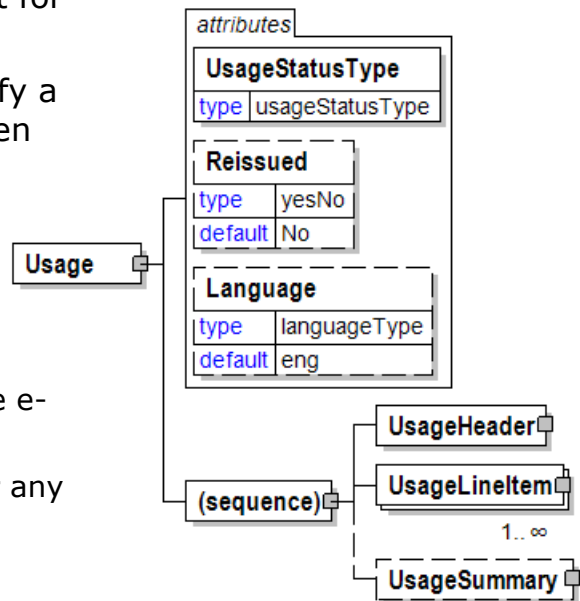 t for
fy a
en
e e-
any
attributes
UsageStatusType
type usageStatusType
Reissued
type yesNo
default No
Language
type languageType
default eng
Usage
(sequence)
UsageHeader
UsageLineItem
1.. ∞
UsageSummary